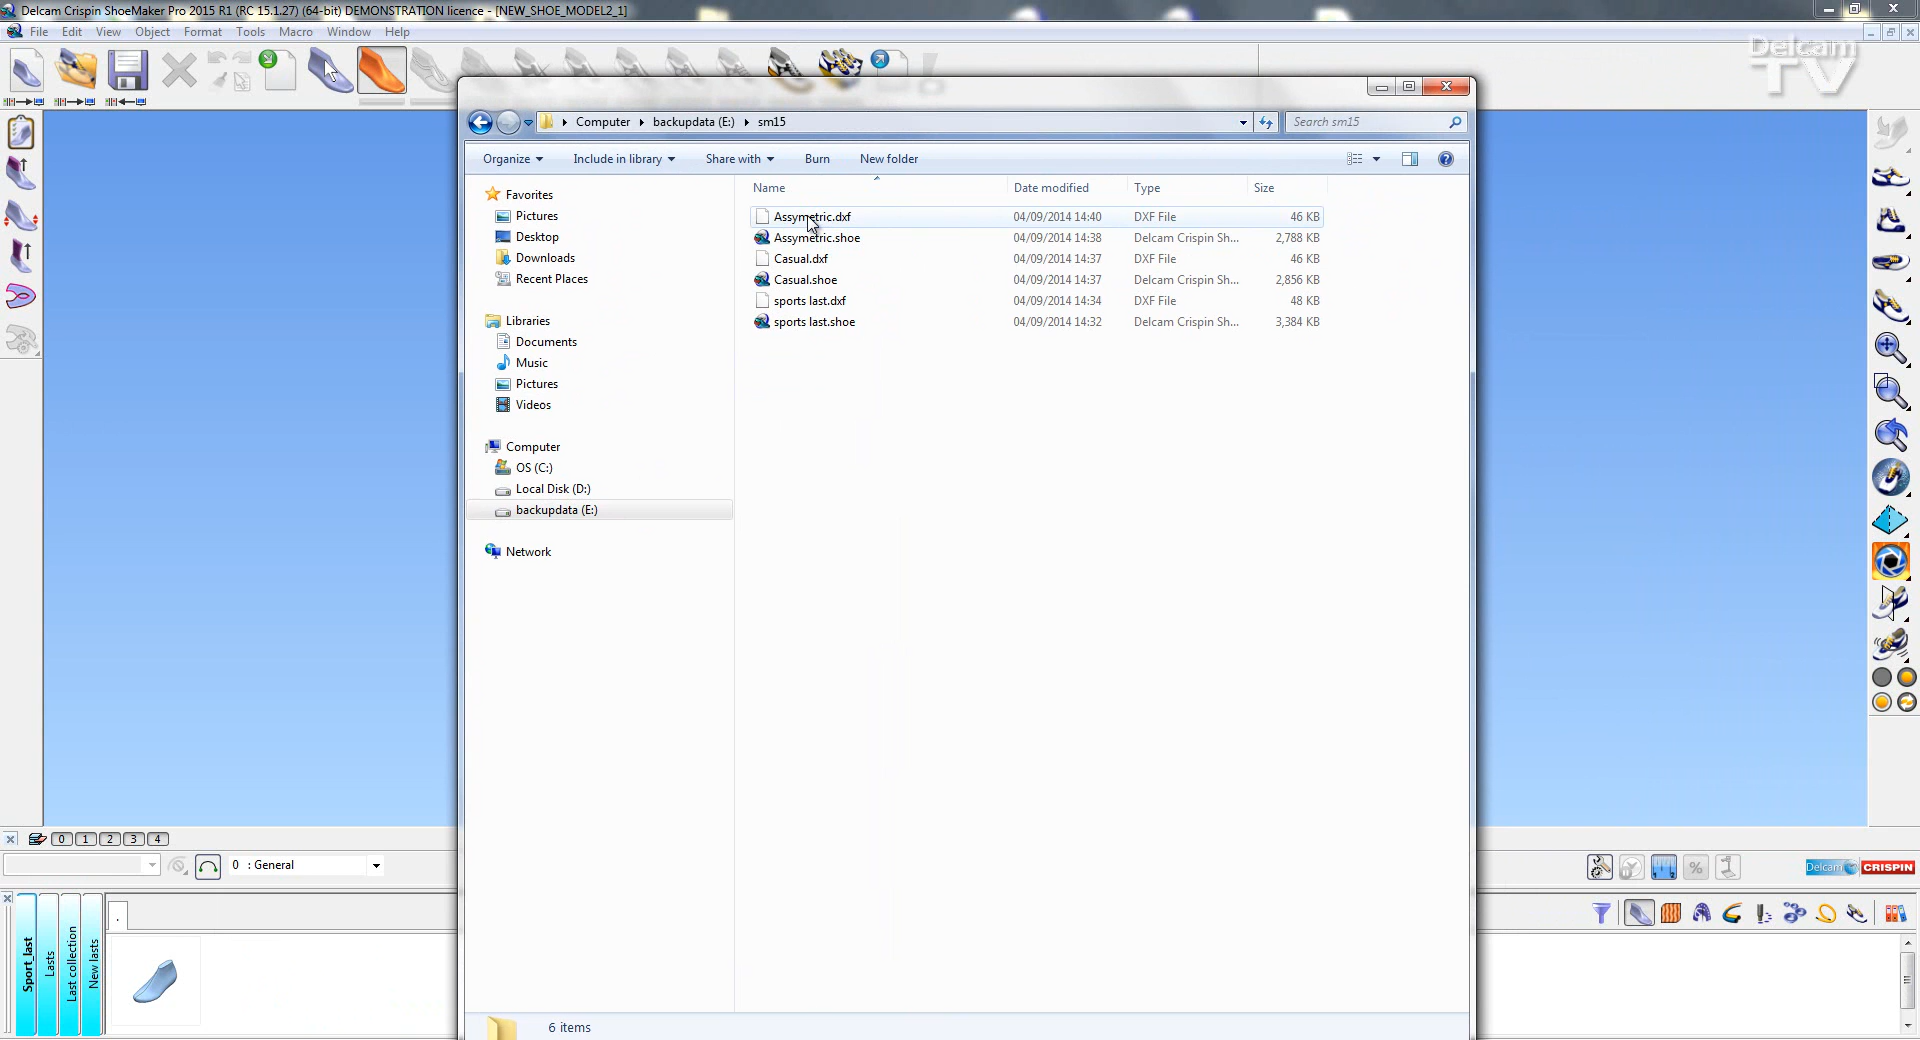 Delcam Crispin ShoeMaker Pro 2015 R1 (RC 15.1.27) (64-bit) DEMONSTRATION licence - [NEW_SHOE_MODEL2_1]
File Edit View Object Format Tools Macro Window Help
Delcam
TV
Computer backupdata (E:) sm15
Search sm15
Organize Include in library Share with Burn New folder
Name Date modified Type Size
Assymetric.dxf 04/09/2014 14:40 DXF File 46 KB
Assymetric.shoe 04/09/2014 14:38 Delcam Crispin Sh... 2,788 KB
Casual.dxf 04/09/2014 14:37 DXF File 46 KB
Casual.shoe 04/09/2014 14:37 Delcam Crispin Sh... 2,856 KB
sports last.dxf 04/09/2014 14:34 DXF File 48 KB
sports last.shoe 04/09/2014 14:32 Delcam Crispin Sh... 3,384 KB
Favorites
Pictures
Desktop
Downloads
Recent Places
Libraries
Documents
Music
Pictures
Videos
Computer
OS (C:)
Local Disk (D:)
backupdata (E:)
Network
6 items
0 1 2 3 4
0 : General
Delcam CRISPIN
%
Sport_last
Lasts
Last collection
New lasts
.